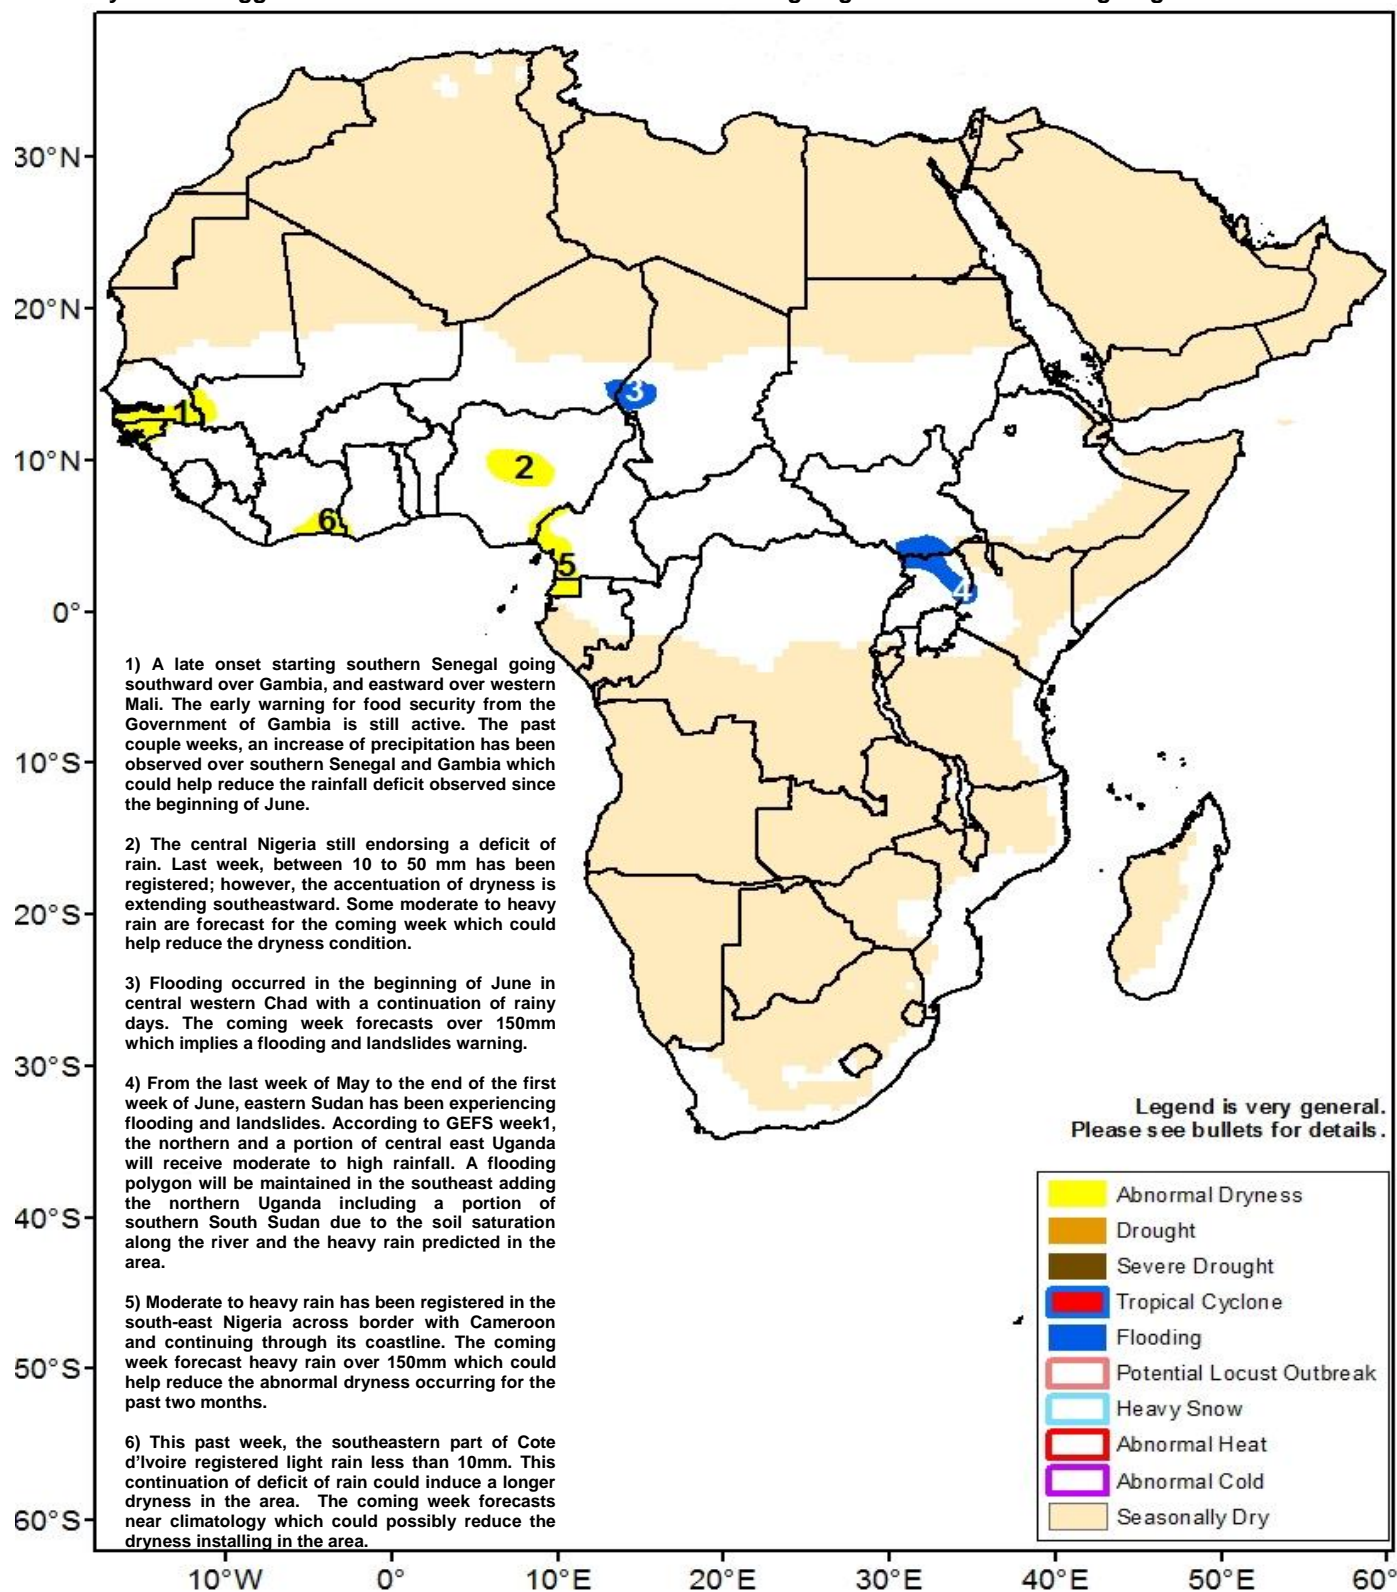 30°N
20°N
10°N
0°
10°S
20°S
30°S
40°S
50°S
60°S
1
2
3
4
5
6
1) A late onset starting southern Senegal going
southward over Gambia, and eastward over western
Mali. The early warning for food security from the
Government of Gambia is still active. The past
couple weeks, an increase of precipitation has been
observed over southern Senegal and Gambia which
could help reduce the rainfall deficit observed since
the beginning of June.
2) The central Nigeria still endorsing a deficit of
rain. Last week, between 10 to 50 mm has been
registered; however, the accentuation of dryness is
extending southeastward. Some moderate to heavy
rain are forecast for the coming week which could
help reduce the dryness condition.
3) Flooding occurred in the beginning of June in
central western Chad with a continuation of rainy
days. The coming week forecasts over 150mm
which implies a flooding and landslides warning.
4) From the last week of May to the end of the first
week of June, eastern Sudan has been experiencing
flooding and landslides. According to GEFS week1,
the northern and a portion of central east Uganda
will receive moderate to high rainfall. A flooding
polygon will be maintained in the southeast adding
the northern Uganda including a portion of
southern South Sudan due to the soil saturation
along the river and the heavy rain predicted in the
area.
5) Moderate to heavy rain has been registered in the
south-east Nigeria across border with Cameroon
and continuing through its coastline. The coming
week forecast heavy rain over 150mm which could
help reduce the abnormal dryness occurring for the
past two months.
6) This past week, the southeastern part of Cote
d'Ivoire registered light rain less than 10mm. This
continuation of deficit of rain could induce a longer
dryness in the area. The coming week forecasts
near climatology which could possibly reduce the
dryness installing in the area.
Legend is very general.
Please see bullets for details.
Abnormal Dryness
Drought
Severe Drought
Tropical Cyclone
Flooding
Potential Locust Outbreak
Heavy Snow
Abnormal Heat
Abnormal Cold
Seasonally Dry
10°W 0° 10°E 20°E 30°E 40°E 50°E 60°